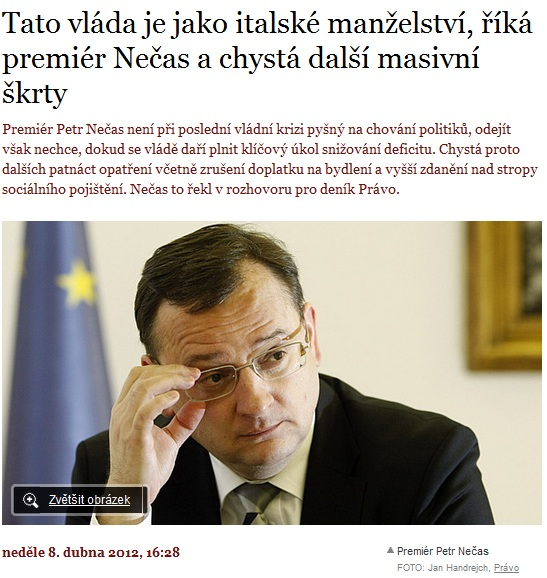 Tato vláda je jako italské manželství, říká
premiér Nečas a chystá další masivní
škrty
Premiér Petr Nečas není při poslední vládní krizi pyšný na chování politiků, odejít
však nechce, dokud se vládě daří plnit klíčový úkol snižování deficitu. Chystá proto
dalších patnáct opatření včetně zrušení doplatku na bydlení a vyšší zdanění nad stropy
sociálního pojištění. Nečas to řekl v rozhovoru pro deník Právo.
Zvětšit obrázek
neděle 8. dubna 2012, 16:28
Premiér Petr Nečas
FOTO: Jan Handrejch, Právo